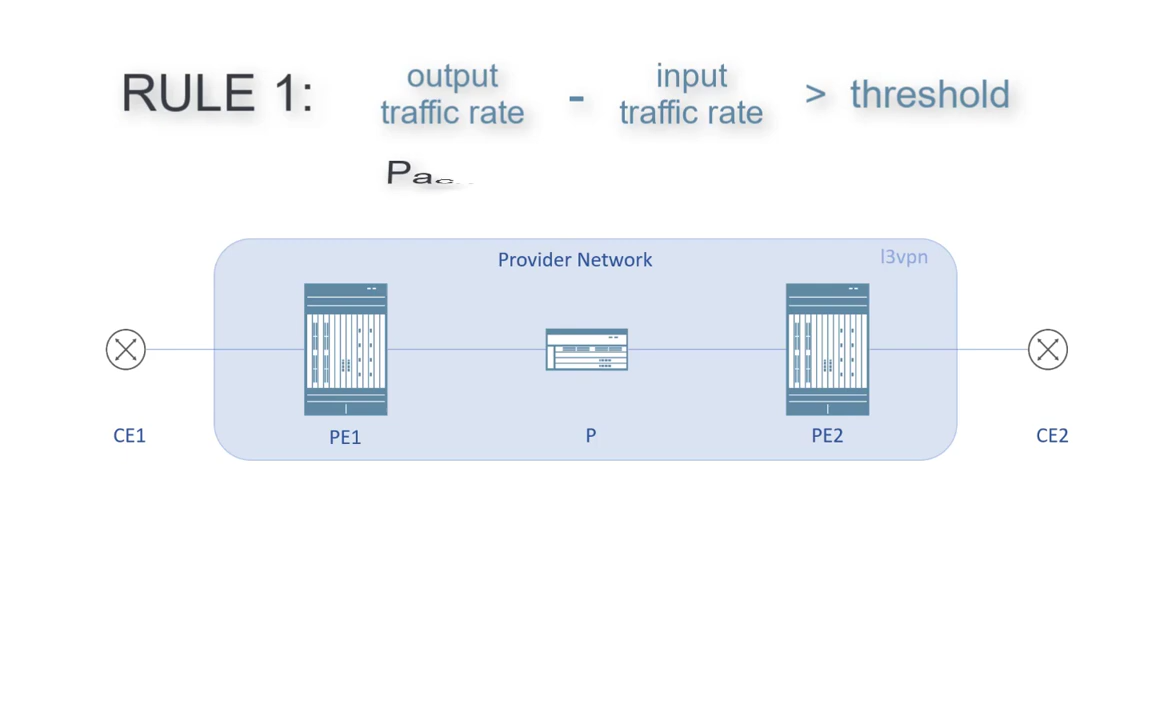 RULE 1: output traffic rate - input traffic rate > threshold
Provider Network
l3vpn
CE1
PE1
P
PE2
CE2